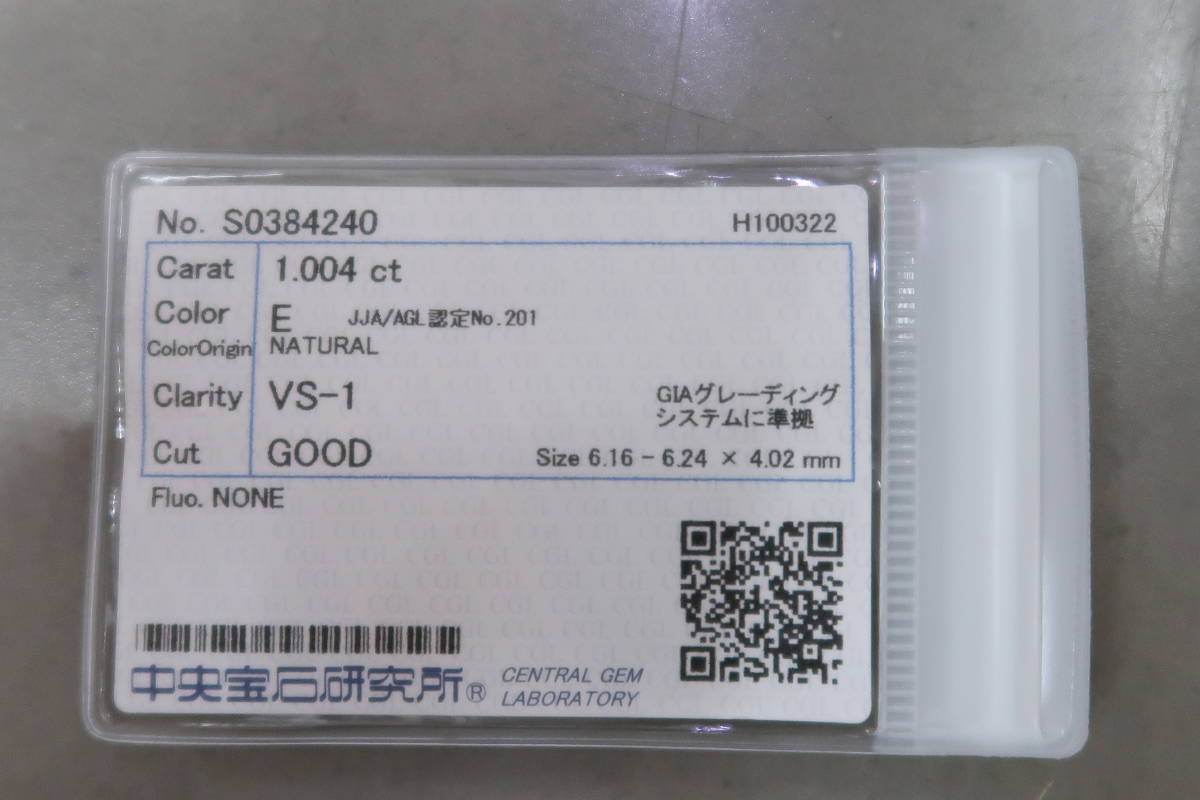 No. S0384240 H100322
Carat 1.004 ct
Color E JJA/AGL認定No.201
ColorOrigin NATURAL
Clarity VS-1 GIAグレーディング
システムに準拠
Cut GOOD Size 6.16 - 6.24 × 4.02 mm
Fluo. NONE
中央宝石研究所® CENTRAL GEM
LABORATORY